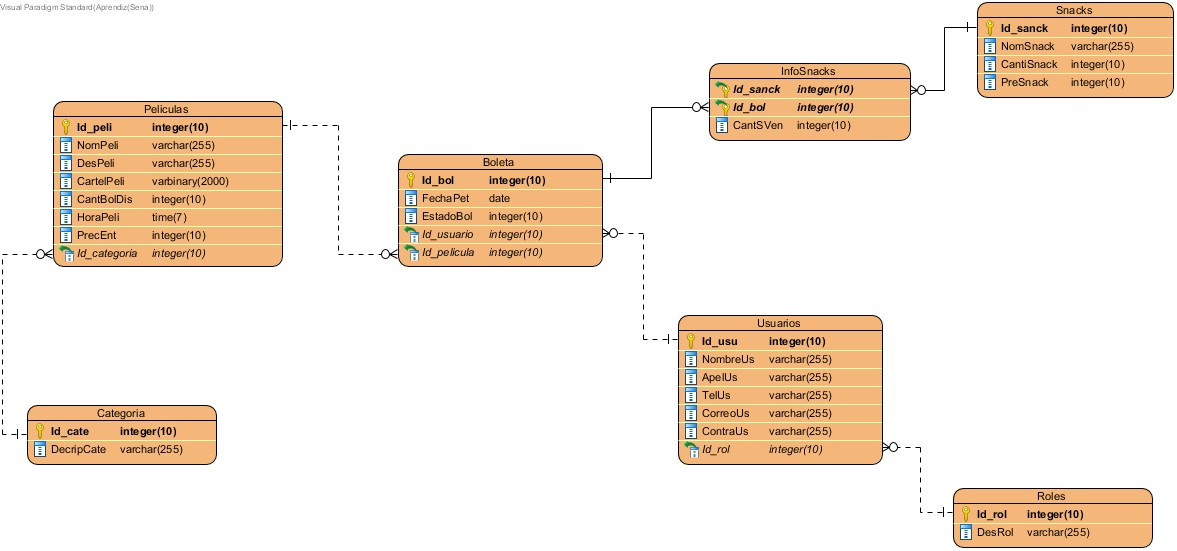 Visual Paradigm Standard(Aprendiz(Sena))
Snacks
Id_sanck integer(10)
NomSnack varchar(255)
CantiSnack integer(10)
PreSnack integer(10)
InfoSnacks
Id_sanck integer(10)
Id_bol integer(10)
CantSVen integer(10)
Peliculas
Id_peli integer(10)
NomPeli varchar(255)
DesPeli varchar(255)
CartelPeli varbinary(2000)
CantBolDis integer(10)
HoraPeli time(7)
PrecEnt integer(10)
Id_categoria integer(10)
Boleta
Id_bol integer(10)
FechaPet date
EstadoBol integer(10)
Id_usuario integer(10)
Id_pelicula integer(10)
Usuarios
Id_usu integer(10)
NombreUs varchar(255)
ApelUs varchar(255)
TelUs varchar(255)
CorreoUs varchar(255)
ContraUs varchar(255)
Id_rol integer(10)
Categoria
Id_cate integer(10)
DecripCate varchar(255)
Roles
Id_rol integer(10)
DesRol varchar(255)